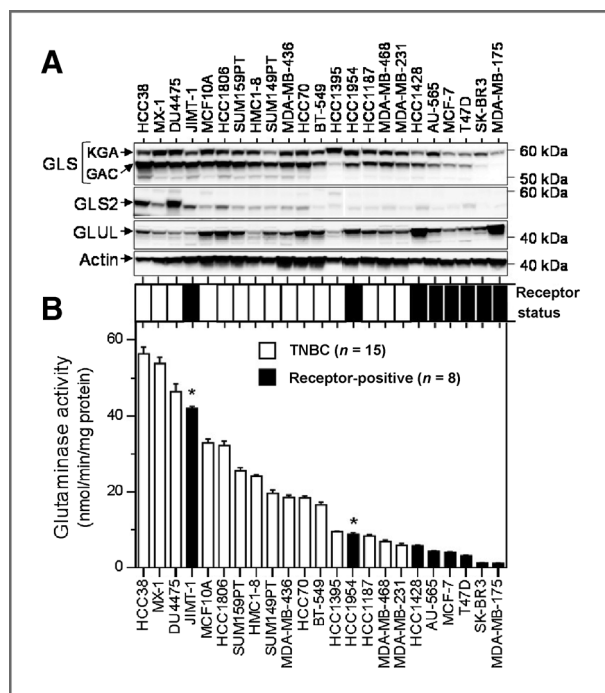 A
HCC38
MX-1
DU4475
JIMT-1
MCF10A
HCC1806
SUM159PT
HMC1-8
SUM149PT
MDA-MB-436
HCC70
BT-549
HCC1395
HCC1954
HCC1187
MDA-MB-468
MDA-MB-231
HCC1428
AU-565
MCF-7
T47D
SK-BR3
MDA-MB-175
GLS
KGA
GAC
60 kDa
50 kDa
GLS2
60 kDa
GLUL
40 kDa
Actin
40 kDa
Receptor
status
B
TNBC (n = 15)
Receptor-positive (n = 8)
Glutaminase activity
(nmol/min/mg protein)
60
40
20
0
*
*
HCC38
MX-1
DU4475
JIMT-1
MCF10A
HCC1806
SUM159PT
HMC1-8
SUM149PT
MDA-MB-436
HCC70
BT-549
HCC1395
HCC1954
HCC1187
MDA-MB-468
MDA-MB-231
HCC1428
AU-565
MCF-7
T47D
SK-BR3
MDA-MB-175